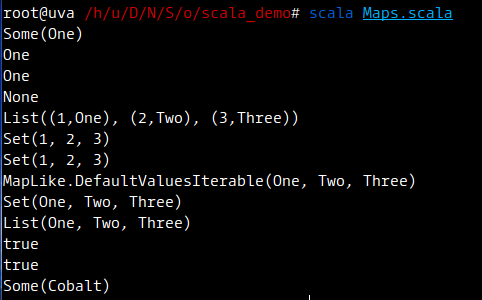 root@uva /h/u/D/N/S/o/scala_demo# scala Maps.scala
Some(One)
One
One
None
List((1,One), (2,Two), (3,Three))
Set(1, 2, 3)
Set(1, 2, 3)
MapLike.DefaultValuesIterable(One, Two, Three)
Set(One, Two, Three)
List(One, Two, Three)
true
true
Some(Cobalt)